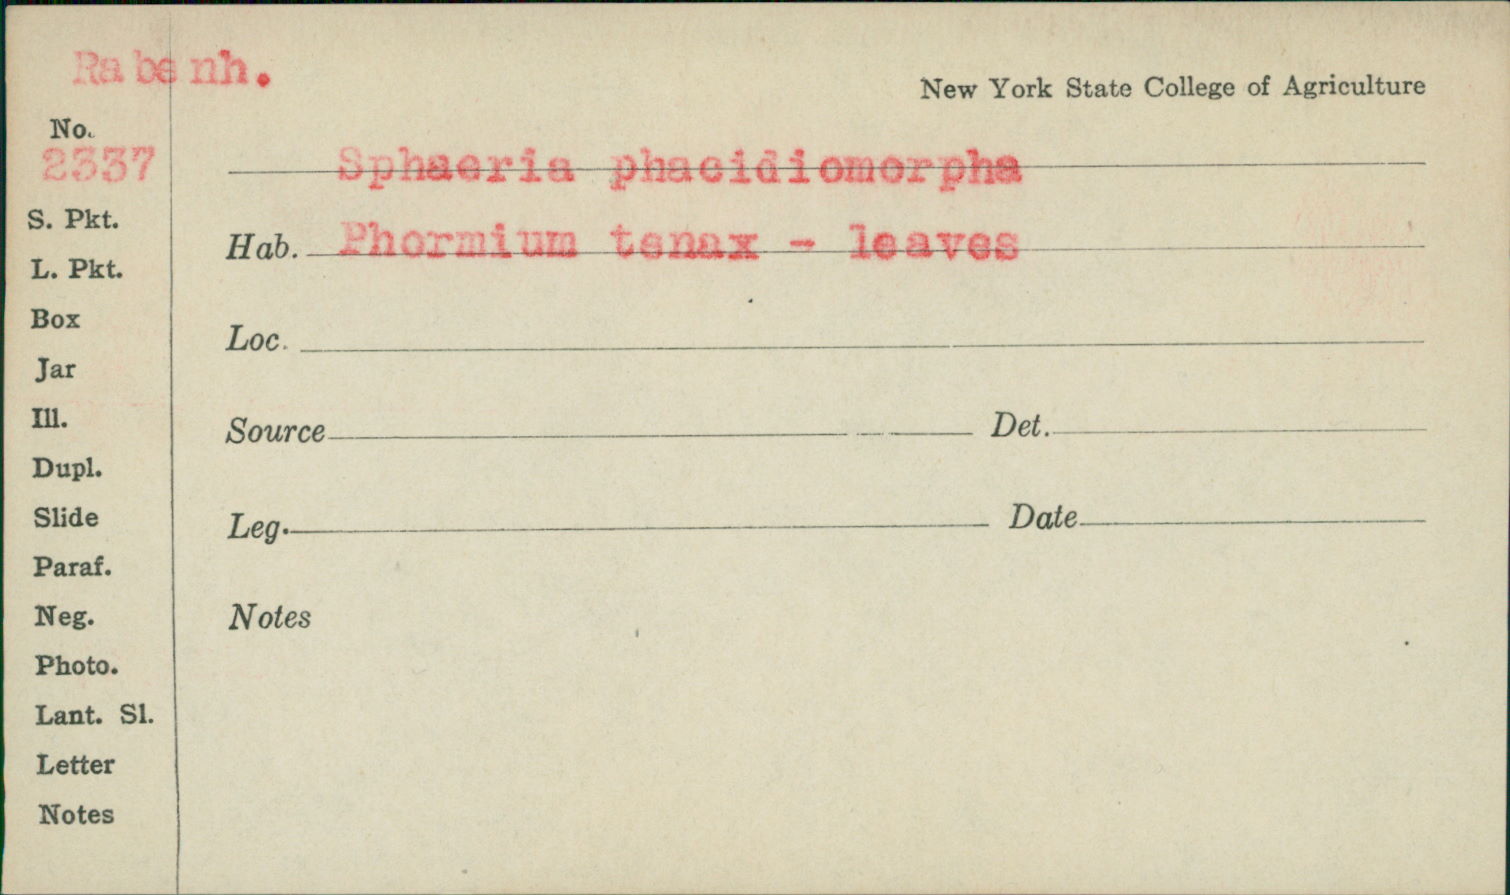 Rabenh.
New York State College of Agriculture
No.
2337
Sphaeria phacidiomorpha
S. Pkt.
Hab. Phormium tenax - leaves
L. Pkt.
Box
Loc.
Jar
Ill.
Source Det.
Dupl.
Slide
Leg. Date
Paraf.
Neg.
Notes
Photo.
Lant. Sl.
Letter
Notes